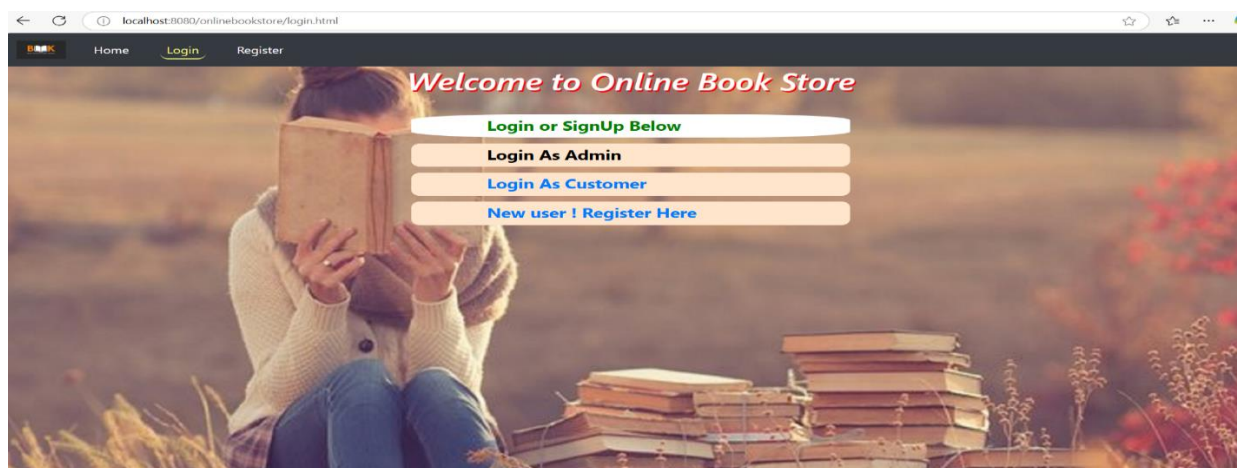 localhost:8080/onlinebookstore/login.html
BOOK Home Login Register
Welcome to Online Book Store
Login or SignUp Below
Login As Admin
Login As Customer
New user ! Register Here